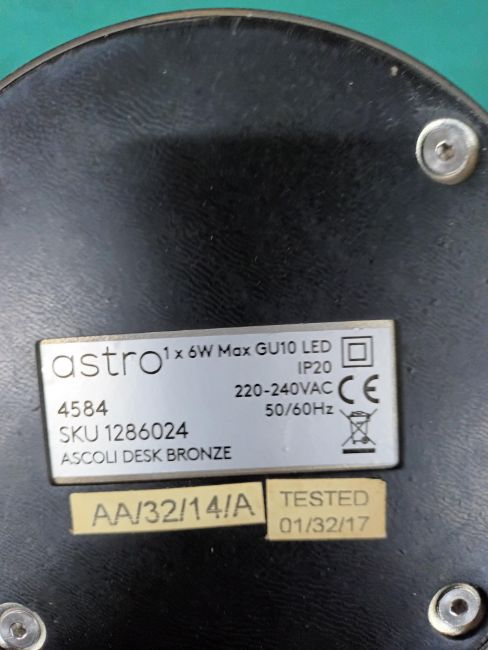 astro
1 x 6W Max GU10 LED
IP20
220-240VAC
50/60Hz
CE
4584
SKU 1286024
ASCOLI DESK BRONZE
AA/32/14/A
TESTED
01/32/17